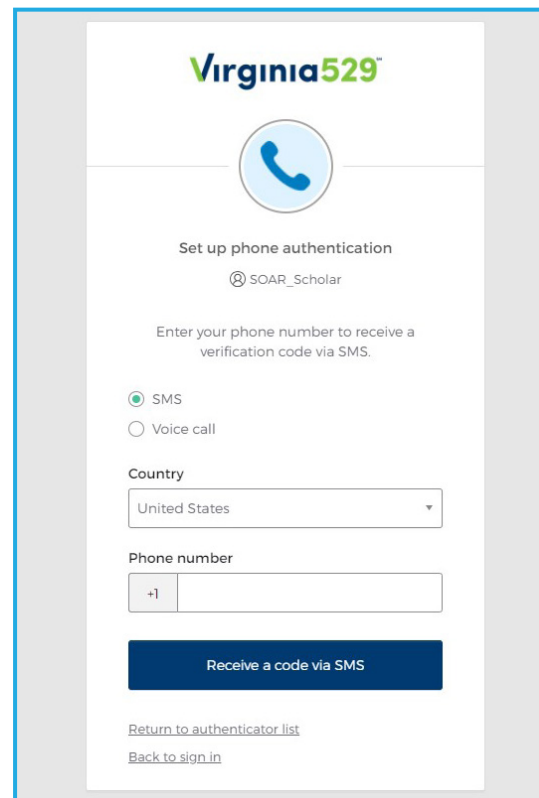 Virginia529™
Set up phone authentication
SOAR_Scholar
Enter your phone number to receive a
verification code via SMS.
SMS
Voice call
Country
United States
Phone number
+1
Receive a code via SMS
Return to authenticator list
Back to sign in